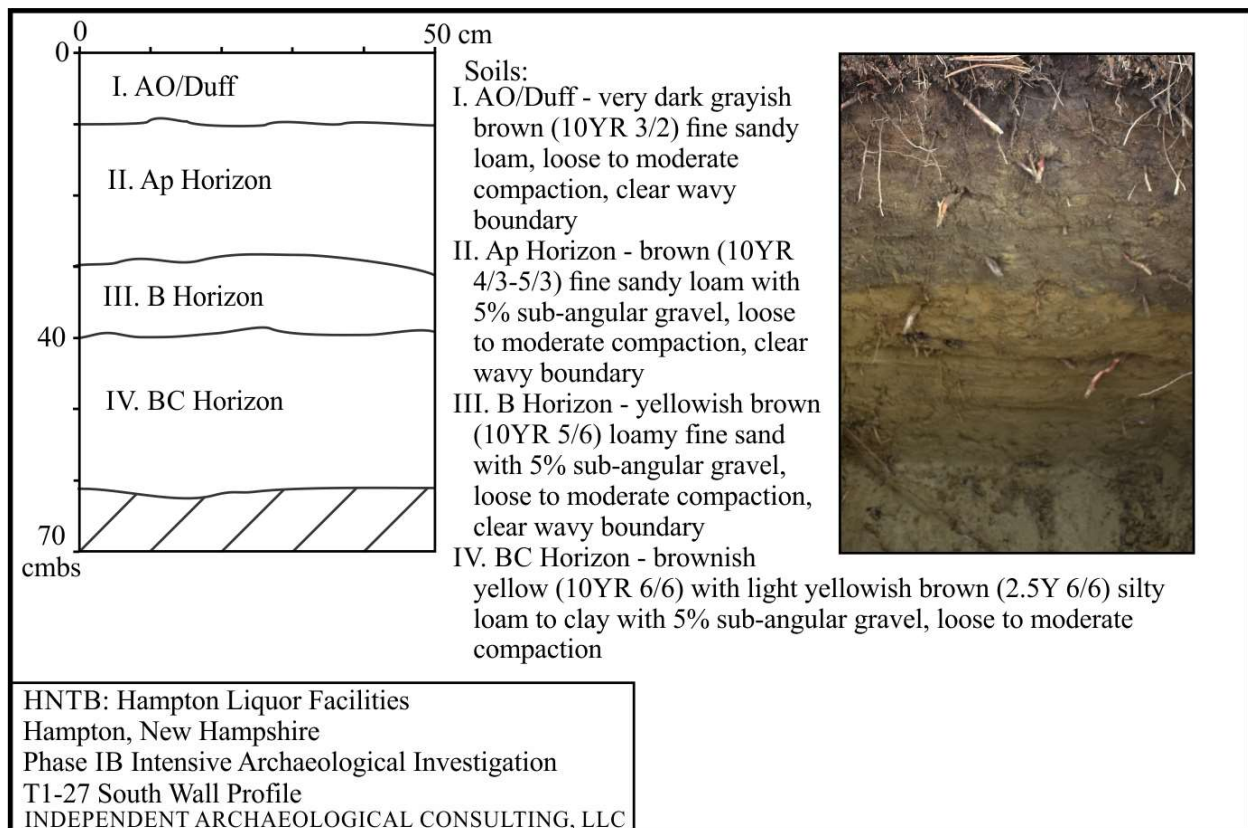 0
50 cm
0
I. AO/Duff
II. Ap Horizon
III. B Horizon
40
IV. BC Horizon
70
cmbs
Soils:
I. AO/Duff - very dark grayish
brown (10YR 3/2) fine sandy
loam, loose to moderate
compaction, clear wavy
boundary
II. Ap Horizon - brown (10YR
4/3-5/3) fine sandy loam with
5% sub-angular gravel, loose
to moderate compaction, clear
wavy boundary
III. B Horizon - yellowish brown
(10YR 5/6) loamy fine sand
with 5% sub-angular gravel,
loose to moderate compaction,
clear wavy boundary
IV. BC Horizon - brownish
yellow (10YR 6/6) with light yellowish brown (2.5Y 6/6) silty
loam to clay with 5% sub-angular gravel, loose to moderate
compaction
HNTB: Hampton Liquor Facilities
Hampton, New Hampshire
Phase IB Intensive Archaeological Investigation
T1-27 South Wall Profile
INDEPENDENT ARCHAEOLOGICAL CONSULTING, LLC